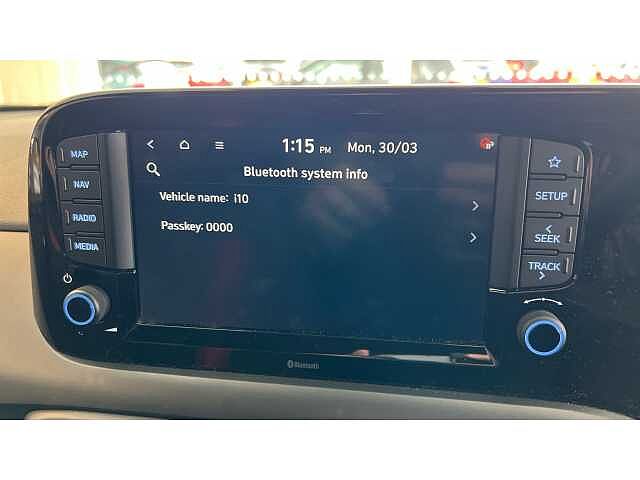 1:15 PM Mon, 30/03
Bluetooth system info
Vehicle name: i10
Passkey: 0000
MAP
NAV
RADIO
MEDIA
SETUP
SEEK
TRACK
Bluetooth